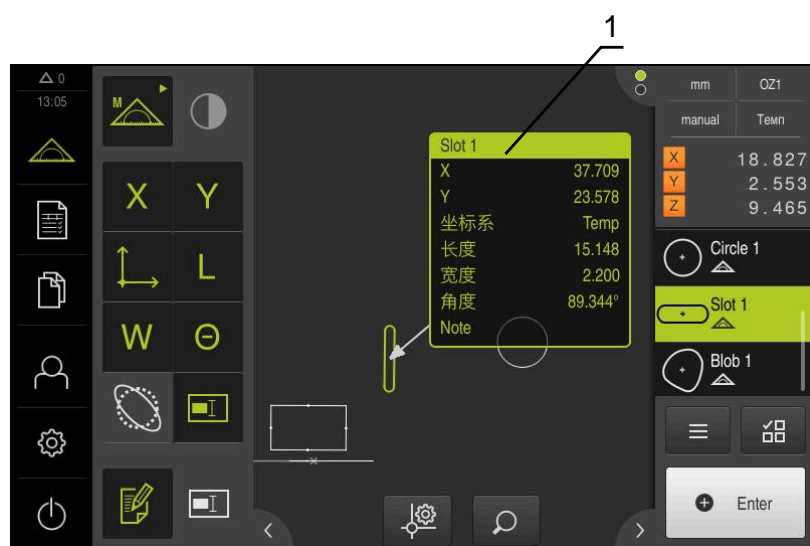 1
0
13:05
M
X
Y
L
W
Θ
Slot 1
X 37.709
Y 23.578
坐标系 Temp
长度 15.148
宽度 2.200
角度 89.344°
Note
mm OZ1
manual Темп
X 18.827
Y 2.553
Z 9.465
Circle 1
Slot 1
Blob 1
Enter